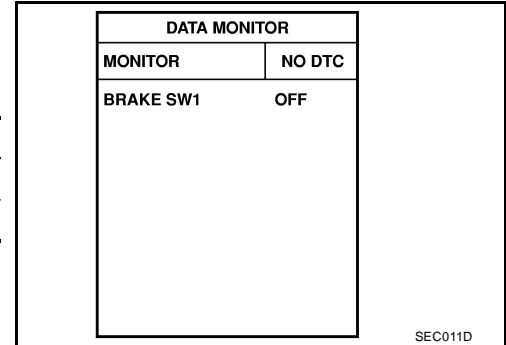 DATA MONITOR
MONITOR NO DTC
BRAKE SW1 OFF
SEC011D